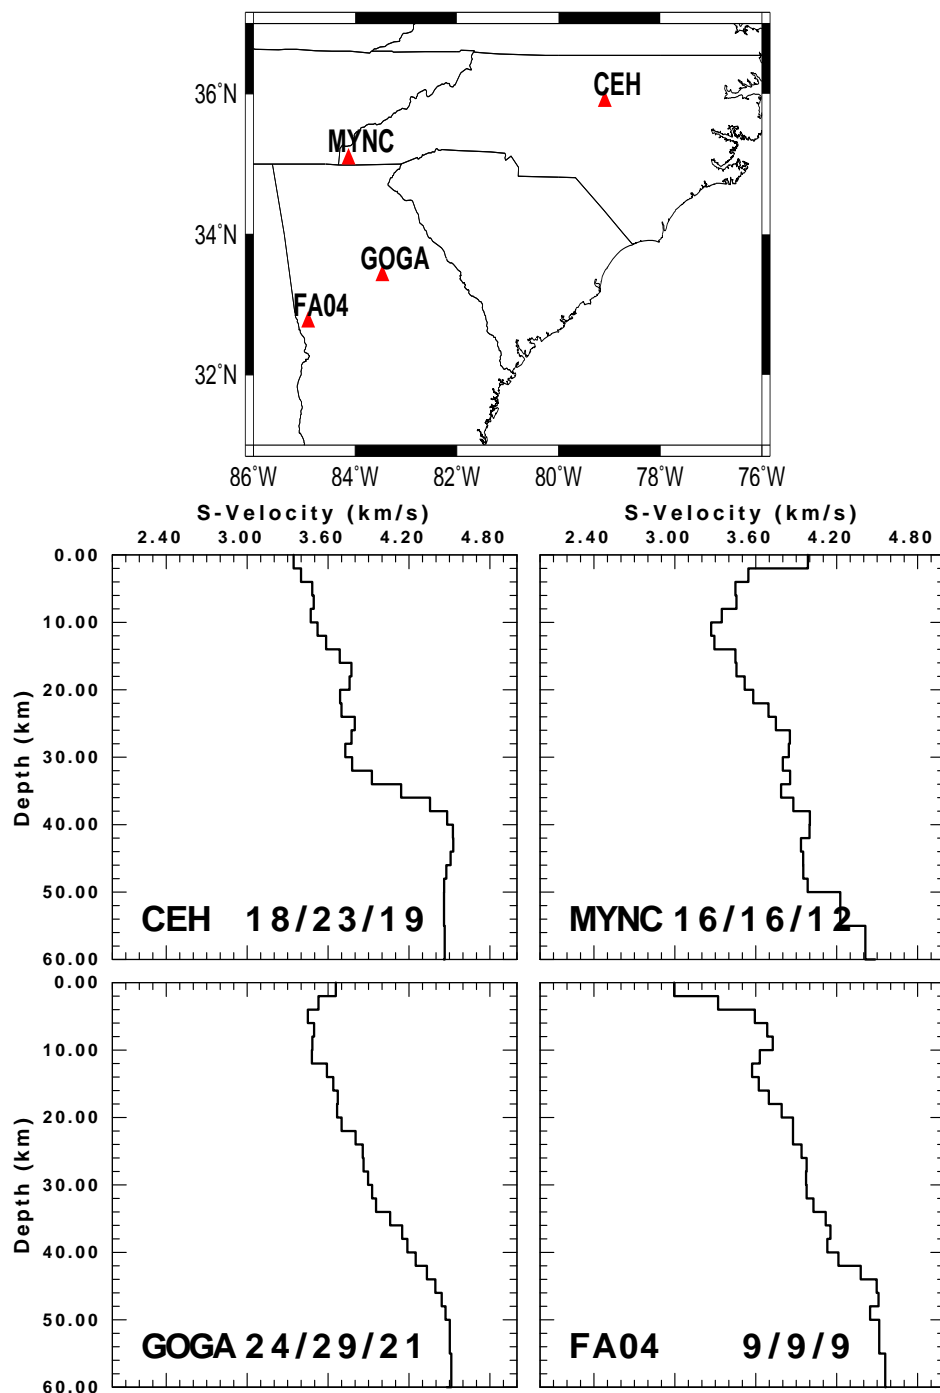 CEH
36°N
MYNC
34°N
GOGA
FA04
32°N
86°W 84°W 82°W 80°W 78°W 76°W
S-Velocity (km/s) S-Velocity (km/s)
2.40 3.00 3.60 4.20 4.80 2.40 3.00 3.60 4.20 4.80
0.00
10.00
20.00
30.00
40.00
50.00
60.00
Depth (km)
CEH 18/23/19 MYNC 16/16/12
0.00
10.00
20.00
30.00
40.00
50.00
60.00
Depth (km)
GOGA 24/29/21 FA04 9/9/9